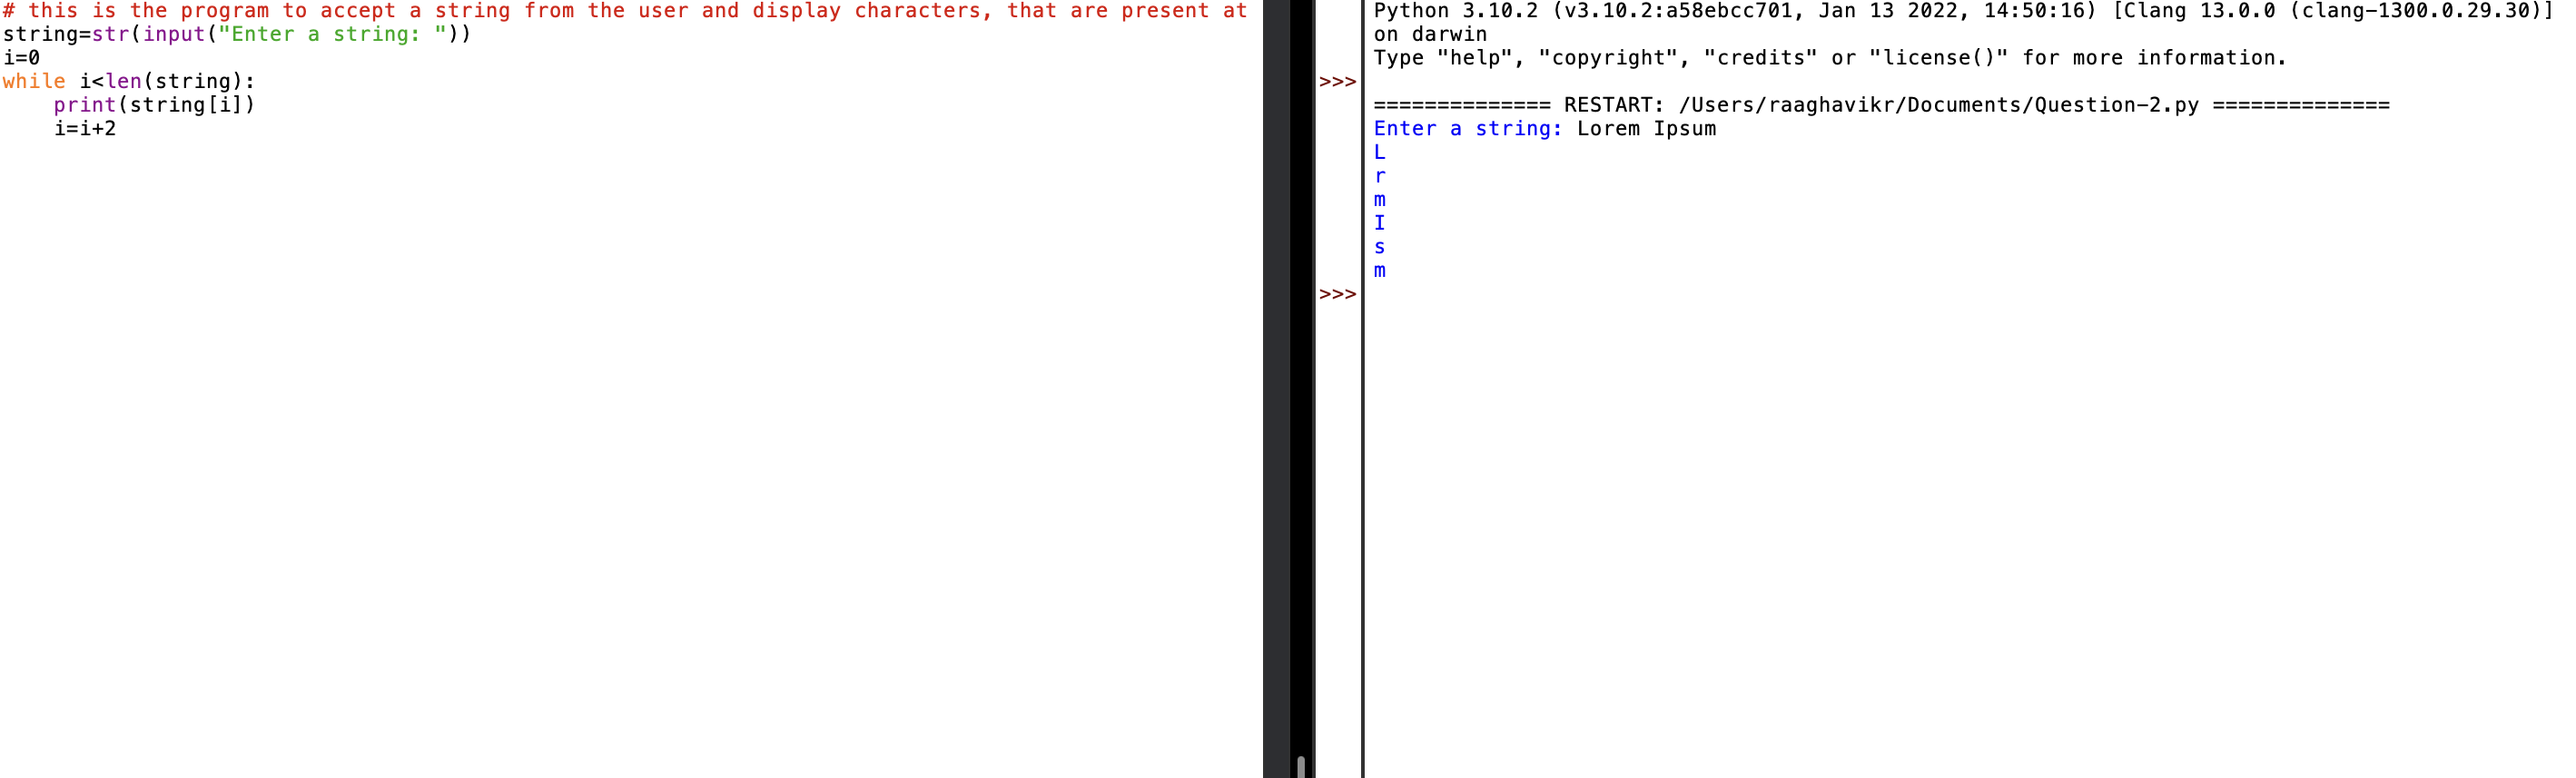 # this is the program to accept a string from the user and display characters, that are present at
string=str(input("Enter a string: "))
i=0
while i<len(string):
    print(string[i])
    i=i+2
Python 3.10.2 (v3.10.2:a58ebcc701, Jan 13 2022, 14:50:16) [Clang 13.0.0 (clang-1300.0.29.30)]
on darwin
Type "help", "copyright", "credits" or "license()" for more information.
>>>
============== RESTART: /Users/raaghavikr/Documents/Question-2.py ==============
Enter a string: Lorem Ipsum
L
r
m
I
s
m
>>>